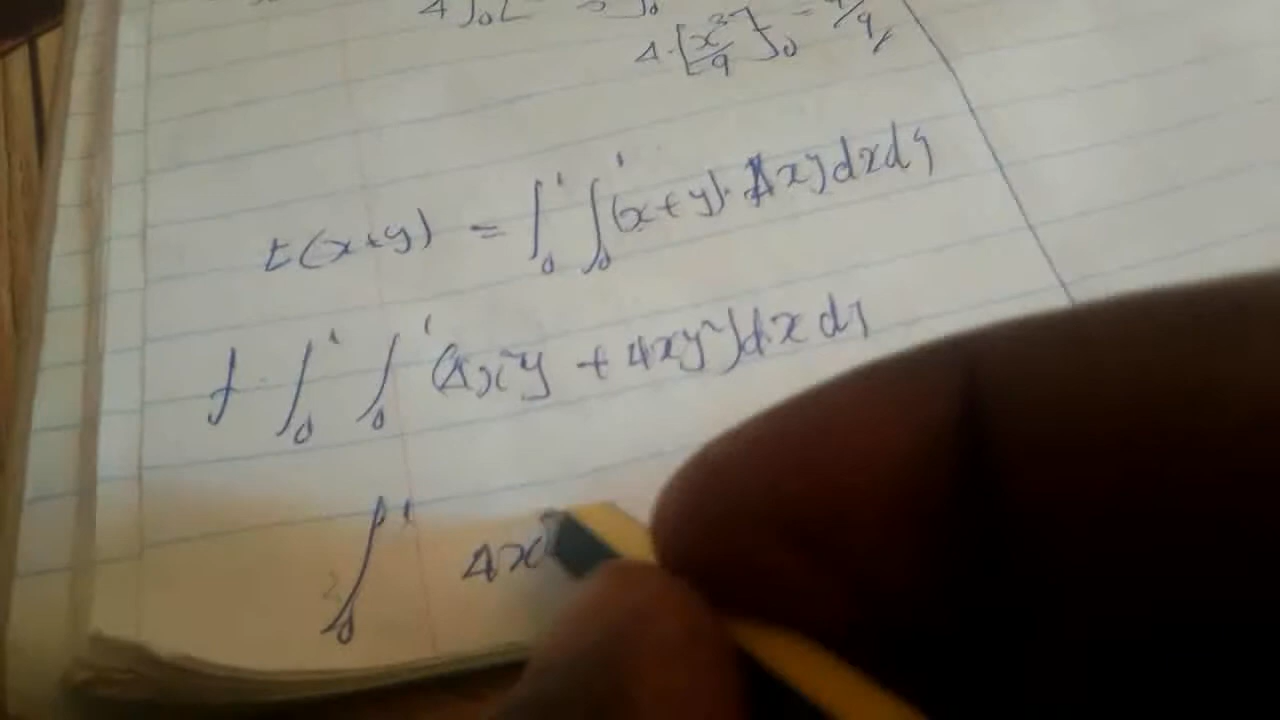 4·[x³/9]₀ = 4/9,
E(x+y) = ∫₀¹ ∫₀¹ (x+y)·4xy dx dy
∫₀¹ ∫₀¹ (4x²y + 4xy²) dx dy
∫₀¹ 4x